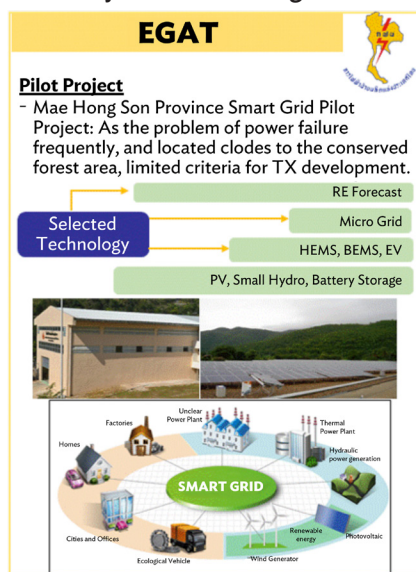 EGAT
Pilot Project
- Mae Hong Son Province Smart Grid Pilot
Project: As the problem of power failure
frequently, and located clodes to the conserved
forest area, limited criteria for TX development.
RE Forecast
Selected
Technology
Micro Grid
HEMS, BEMS, EV
PV, Small Hydro, Battery Storage
Unclear
Power Plant
Factories
Thermal
Power Plant
Homes
Hydraulic
power generation
SMART GRID
Cities and Offices
Renewable
energy
Photovoltaic
Ecological Vehicle
Wind Generator